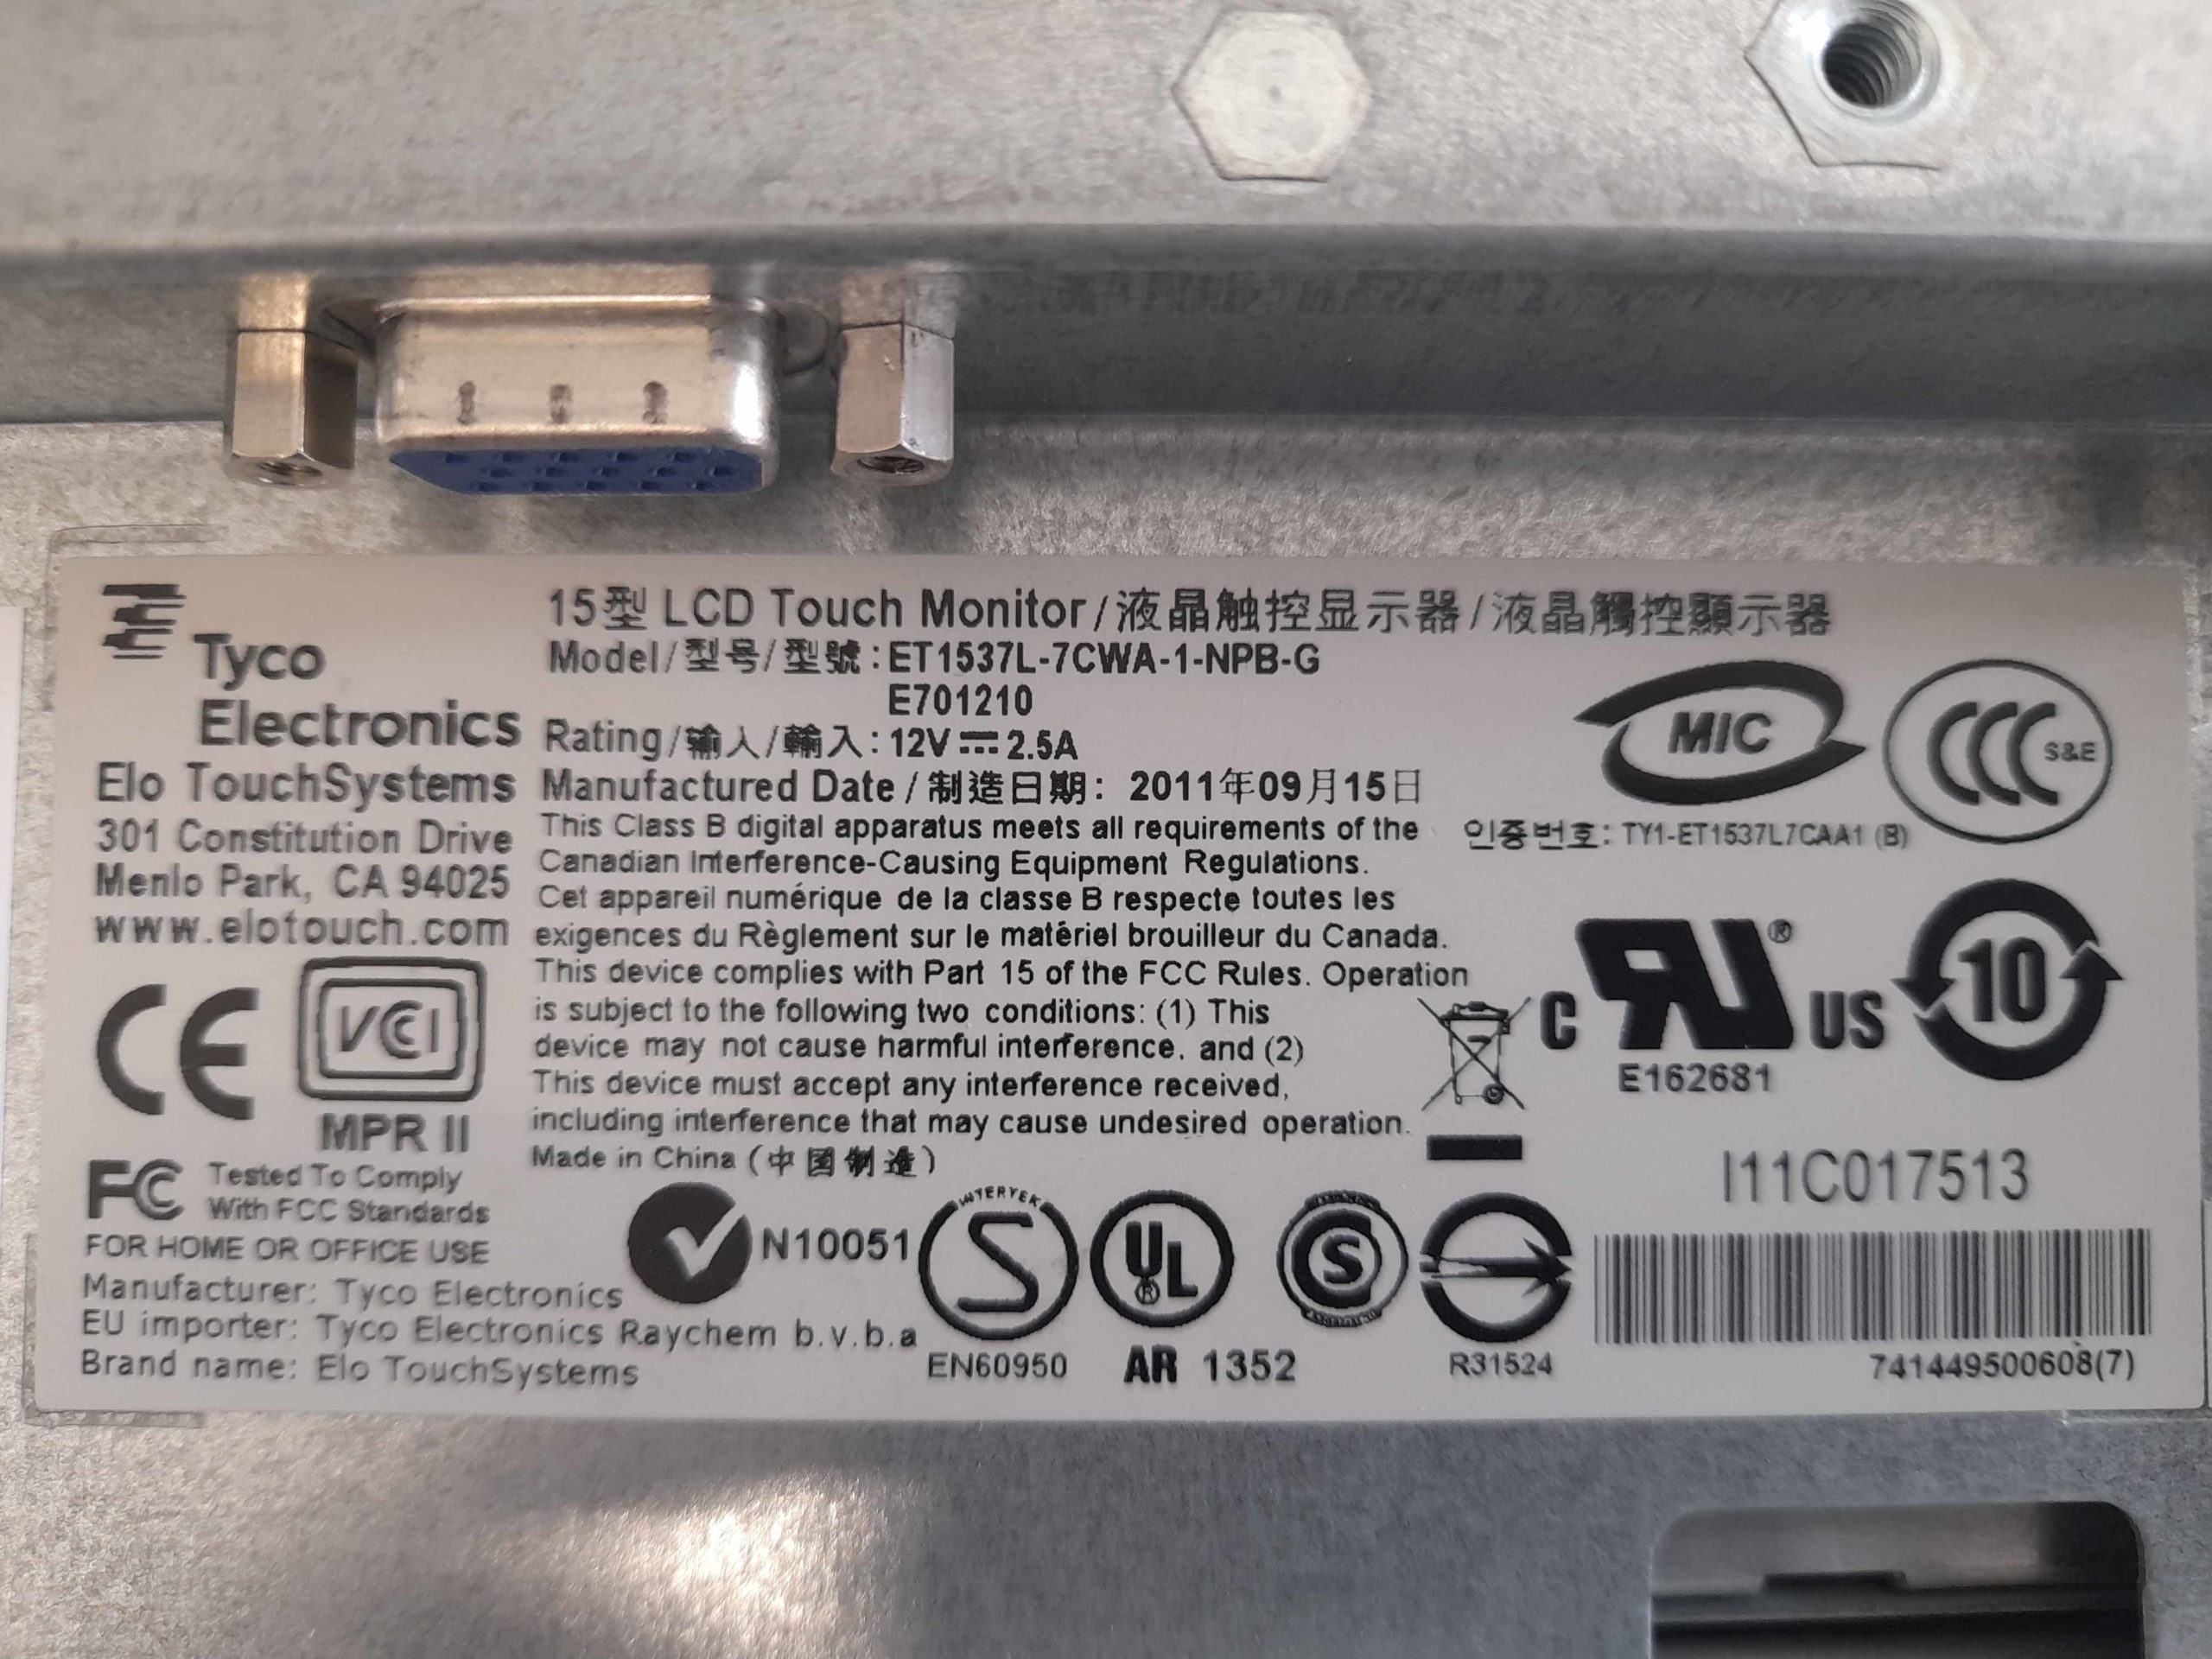 Tyco
Electronics
Elo TouchSystems
301 Constitution Drive
Menlo Park, CA 94025
www.elotouch.com
CE
VCCI
MPR II
FC Tested To Comply
With FCC Standards
FOR HOME OR OFFICE USE
Manufacturer: Tyco Electronics
EU importer: Tyco Electronics Raychem b.v.b.a
Brand name: Elo TouchSystems
15型 LCD Touch Monitor/液晶触控显示器/液晶觸控顯示器
Model/型号/型號:ET1537L-7CWA-1-NPB-G
E701210
Rating/输入/輸入:12V⎓2.5A
Manufactured Date/制造日期: 2011年09月15日
This Class B digital apparatus meets all requirements of the
Canadian Interference-Causing Equipment Regulations.
Cet appareil numérique de la classe B respecte toutes les
exigences du Règlement sur le matériel brouilleur du Canada.
This device complies with Part 15 of the FCC Rules. Operation
is subject to the following two conditions: (1) This
device may not cause harmful interference. and (2)
This device must accept any interference received,
including interference that may cause undesired operation.
Made in China (中国制造)
N10051
INTERTEK
S
EN60950
UL®
AR 1352
S
R31524
MIC
CCC S&E
인증번호: TY1-ET1537L7CAA1 (B)
C RU® US
E162681
10
I11C017513
741449500608(7)